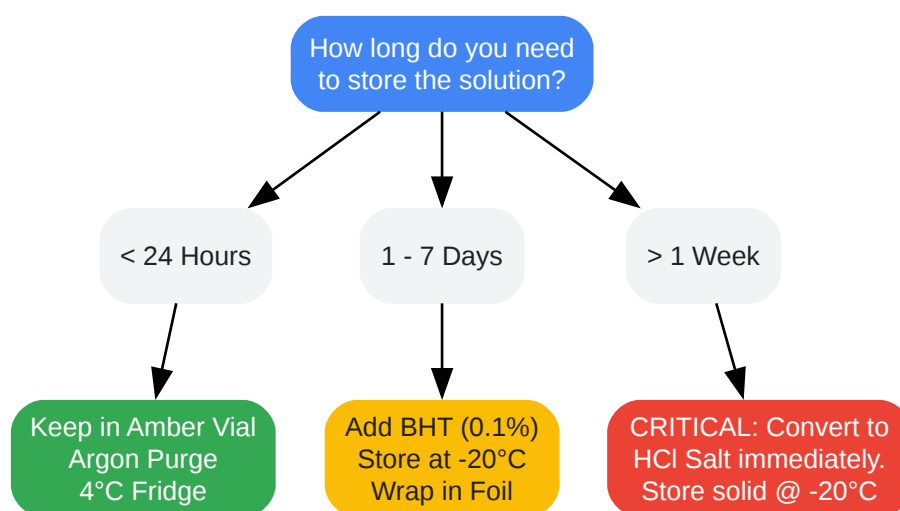 How long do you need
to store the solution?
< 24 Hours
1 - 7 Days
> 1 Week
Keep in Amber Vial
Argon Purge
4°C Fridge
Add BHT (0.1%)
Store at -20°C
Wrap in Foil
CRITICAL: Convert to
HCl Salt immediately.
Store solid @ -20°C